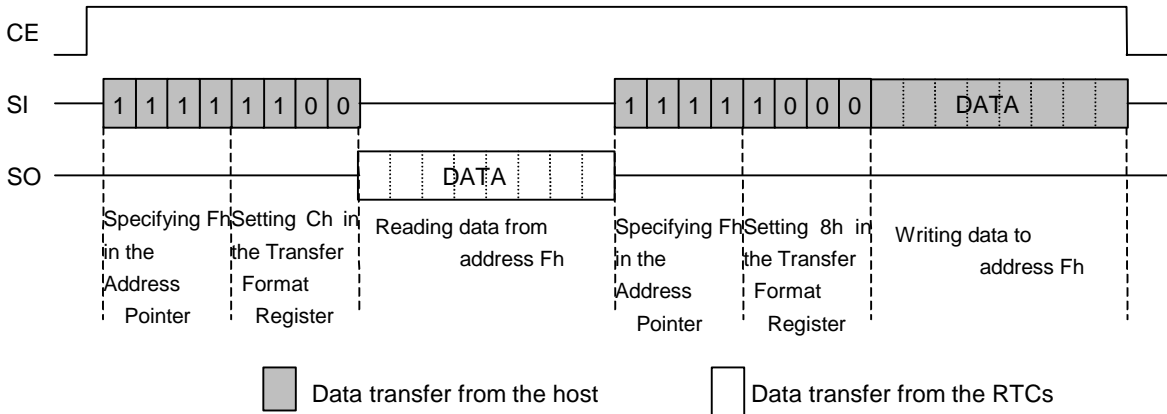 CE
SI 1 1 1 1 1 1 0 0 1 1 1 1 1 0 0 0 DATA
SO DATA
Specifying Fh Setting Ch in Reading data from Specifying Fh Setting 8h in Writing data to
in the the Transfer address Fh in the the Transfer address Fh
Address Format Address Format
Pointer Register Pointer Register
Data transfer from the host Data transfer from the RTCs